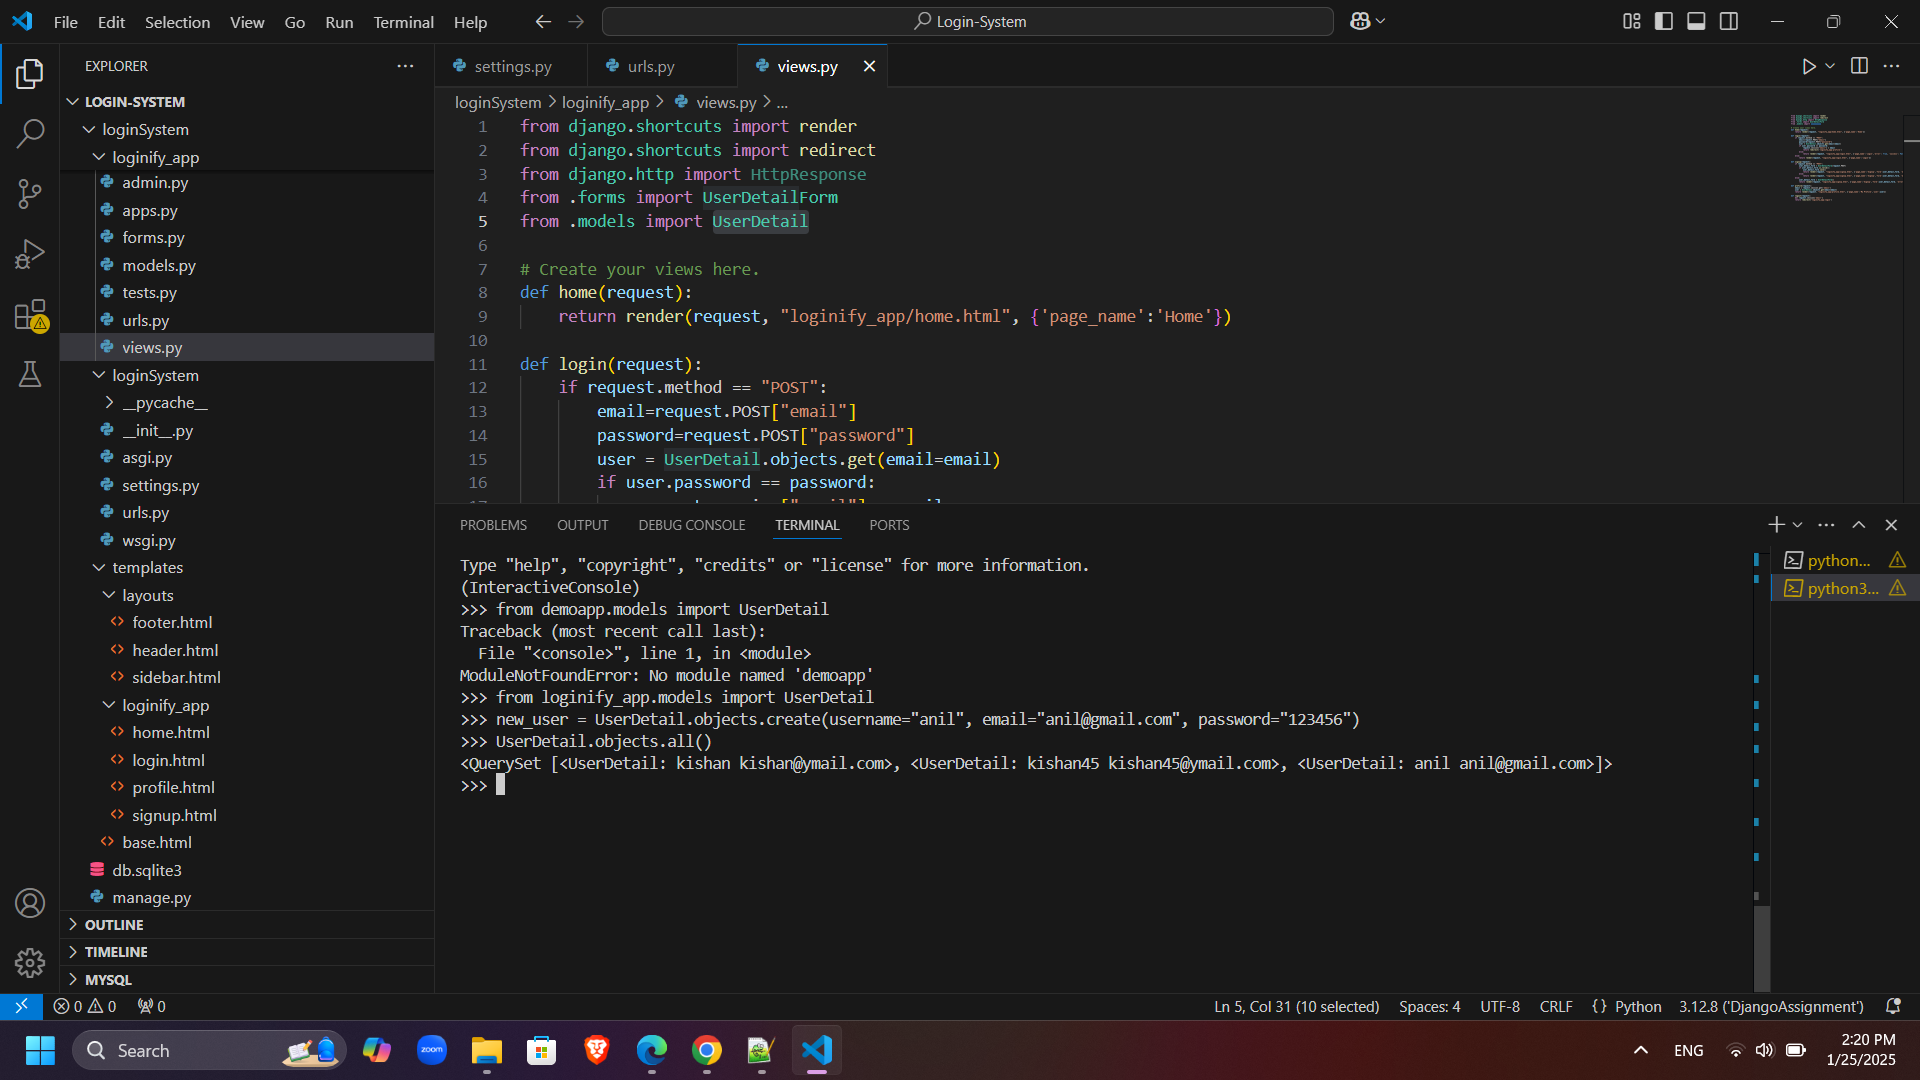 File Edit Selection View Go Run Terminal Help
Login-System
EXPLORER
LOGIN-SYSTEM
loginSystem
loginify_app
admin.py
apps.py
forms.py
models.py
tests.py
urls.py
views.py
loginSystem
__pycache__
__init__.py
asgi.py
settings.py
urls.py
wsgi.py
templates
layouts
footer.html
header.html
sidebar.html
loginify_app
home.html
login.html
profile.html
signup.html
base.html
db.sqlite3
manage.py
OUTLINE
TIMELINE
MYSQL
settings.py urls.py views.py
loginSystem > loginify_app > views.py > ...
1 from django.shortcuts import render
2 from django.shortcuts import redirect
3 from django.http import HttpResponse
4 from .forms import UserDetailForm
5 from .models import UserDetail
6
7 # Create your views here.
8 def home(request):
9 return render(request, "loginify_app/home.html", {'page_name':'Home'})
10
11 def login(request):
12 if request.method == "POST":
13 email=request.POST["email"]
14 password=request.POST["password"]
15 user = UserDetail.objects.get(email=email)
16 if user.password == password:
PROBLEMS OUTPUT DEBUG CONSOLE TERMINAL PORTS
Type "help", "copyright", "credits" or "license" for more information.
(InteractiveConsole)
>>> from demoapp.models import UserDetail
Traceback (most recent call last):
File "<console>", line 1, in <module>
ModuleNotFoundError: No module named 'demoapp'
>>> from loginify_app.models import UserDetail
>>> new_user = UserDetail.objects.create(username="anil", email="anil@gmail.com", password="123456")
>>> UserDetail.objects.all()
<QuerySet [<UserDetail: kishan kishan@ymail.com>, <UserDetail: kishan45 kishan45@ymail.com>, <UserDetail: anil anil@gmail.com>]>
>>>
python...
python3...
0 0 0
Ln 5, Col 31 (10 selected) Spaces: 4 UTF-8 CRLF {} Python 3.12.8 ('DjangoAssignment')
Search
zoom
ENG
2:20 PM
1/25/2025